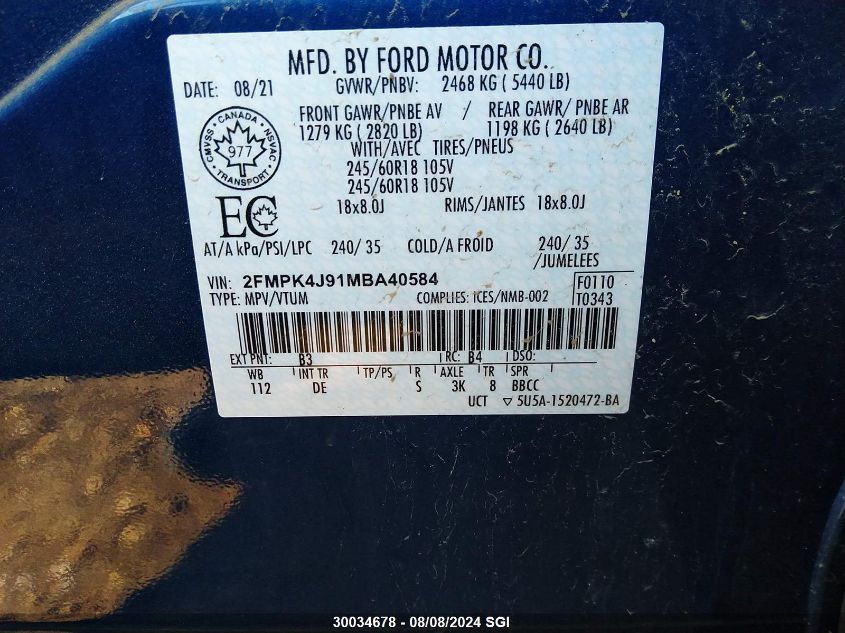 MFD. BY FORD MOTOR CO.
DATE: 08/21 GVWR/PNBV: 2468 KG ( 5440 LB)
FRONT GAWR/PNBE AV / REAR GAWR/ PNBE AR
1279 KG ( 2820 LB) 1198 KG ( 2640 LB)
WITH/AVEC TIRES/PNEUS
245/60R18 105V
245/60R18 105V
18x8.0J RIMS/JANTES 18x8.0J
CMVSS · CANADA · NSVAC
977
TRANSPORT
EC
AT/A kPa/PSI/LPC 240/ 35 COLD/A FROID 240/ 35
/JUMELEES
VIN: 2FMPK4J91MBA40584 F0110
TYPE: MPV/VTUM COMPLIES: ICES/NMB-002 T0343
EXT PNT: B3 RC: B4 DSO:
WB INT TR TP/PS R AXLE TR SPR
112 DE S 3K 8 BBCC
UCT ▽ 5U5A-1520472-BA
30034678 - 08/08/2024 SGI